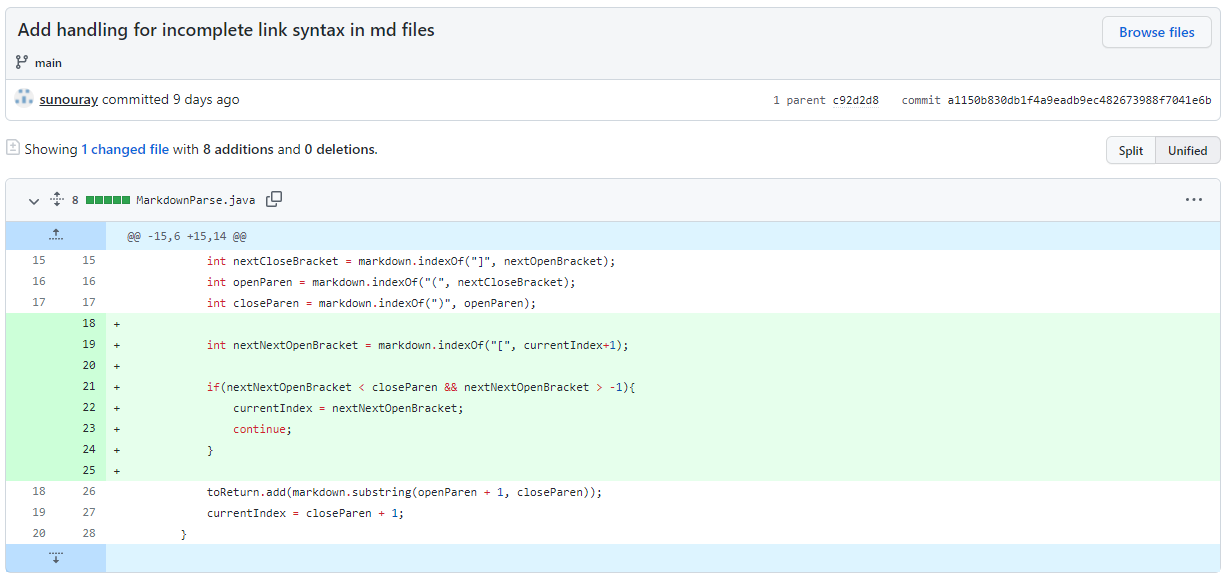 Add handling for incomplete link syntax in md files
Browse files
main
sunouray committed 9 days ago
1 parent c92d2d8 commit a1150b830db1f4a9eadb9ec482673988f7041e6b
Showing 1 changed file with 8 additions and 0 deletions.
Split Unified
8 MarkdownParse.java
@@ -15,6 +15,14 @@
15 15 int nextCloseBracket = markdown.indexOf("]", nextOpenBracket);
16 16 int openParen = markdown.indexOf("(", nextCloseBracket);
17 17 int closeParen = markdown.indexOf(")", openParen);
18 +
19 + int nextNextOpenBracket = markdown.indexOf("[", currentIndex+1);
20 +
21 + if(nextNextOpenBracket < closeParen && nextNextOpenBracket > -1){
22 + currentIndex = nextNextOpenBracket;
23 + continue;
24 + }
25 +
18 26 toReturn.add(markdown.substring(openParen + 1, closeParen));
19 27 currentIndex = closeParen + 1;
20 28 }